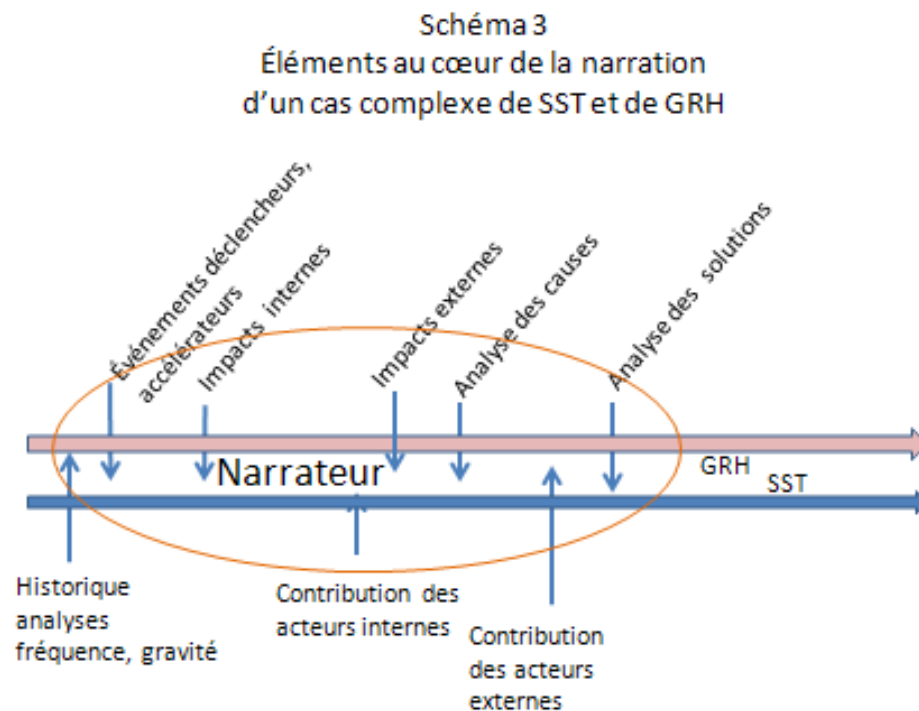 Schéma 3
Éléments au cœur de la narration
d'un cas complexe de SST et de GRH
Événements déclencheurs,
accélérateurs
Impacts internes
Impacts externes
Analyse des causes
Analyse des solutions
Narrateur
GRH
SST
Historique
analyses
fréquence, gravité
Contribution des
acteurs internes
Contribution
des acteurs
externes